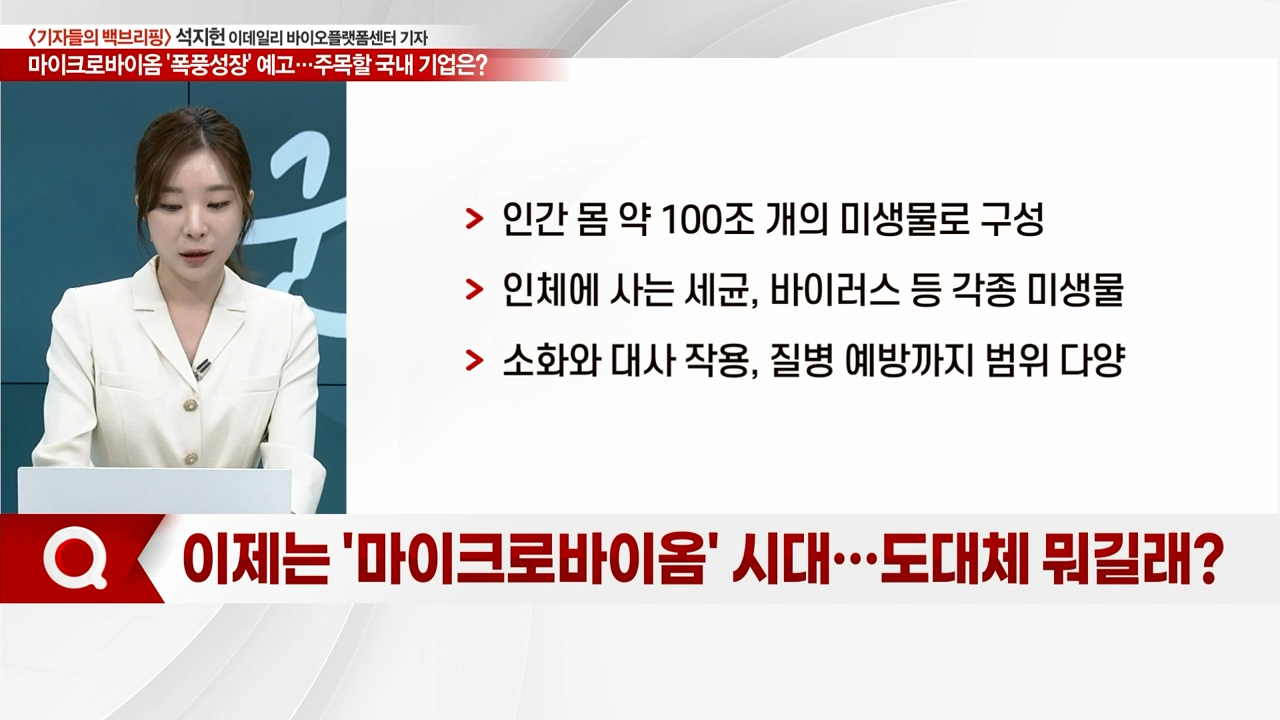 <기자들의 백브리핑> 석지헌 이데일리 바이오플랫폼센터 기자
마이크로바이옴 '폭풍성장' 예고…주목할 국내 기업은?
> 인간 몸 약 100조 개의 미생물로 구성
> 인체에 사는 세균, 바이러스 등 각종 미생물
> 소화와 대사 작용, 질병 예방까지 범위 다양
Q 이제는 '마이크로바이옴' 시대…도대체 뭐길래?